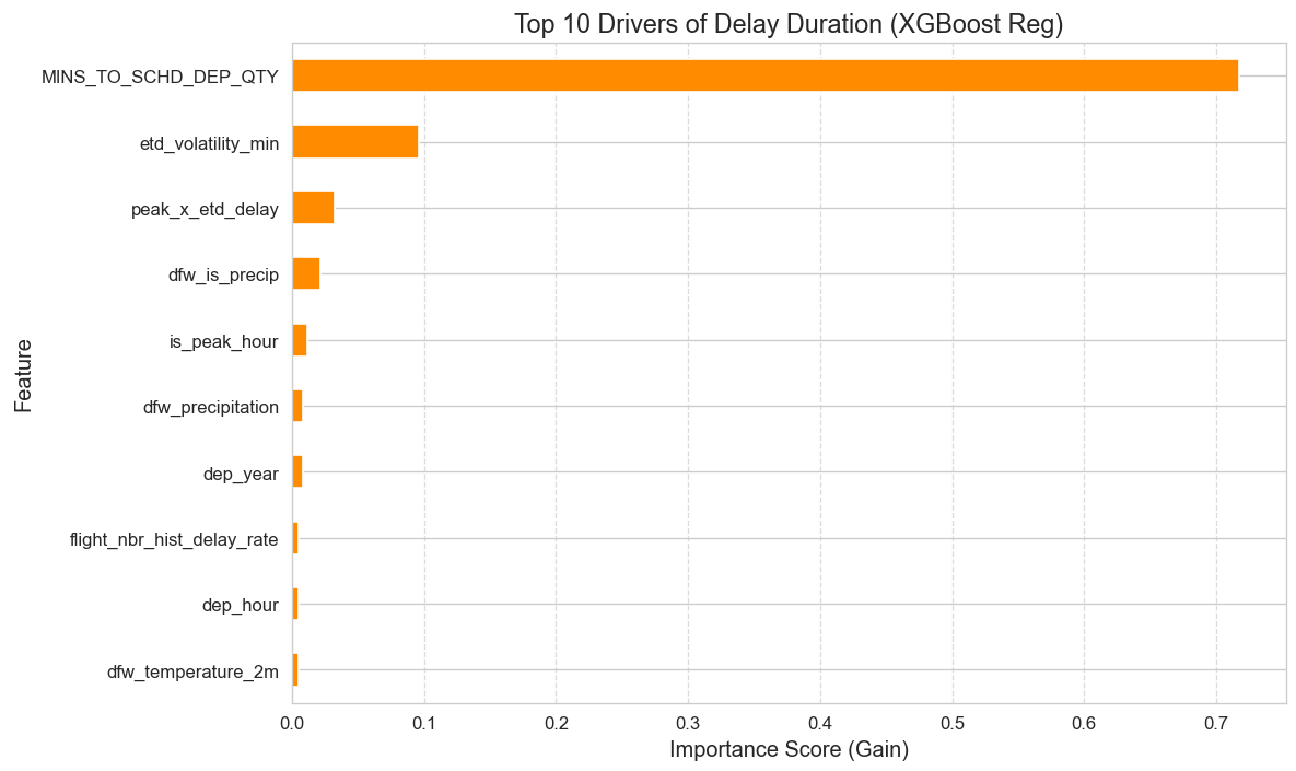 Top 10 Drivers of Delay Duration (XGBoost Reg)
Feature
MINS_TO_SCHD_DEP_QTY
etd_volatility_min
peak_x_etd_delay
dfw_is_precip
is_peak_hour
dfw_precipitation
dep_year
flight_nbr_hist_delay_rate
dep_hour
dfw_temperature_2m
0.0 0.1 0.2 0.3 0.4 0.5 0.6 0.7
Importance Score (Gain)